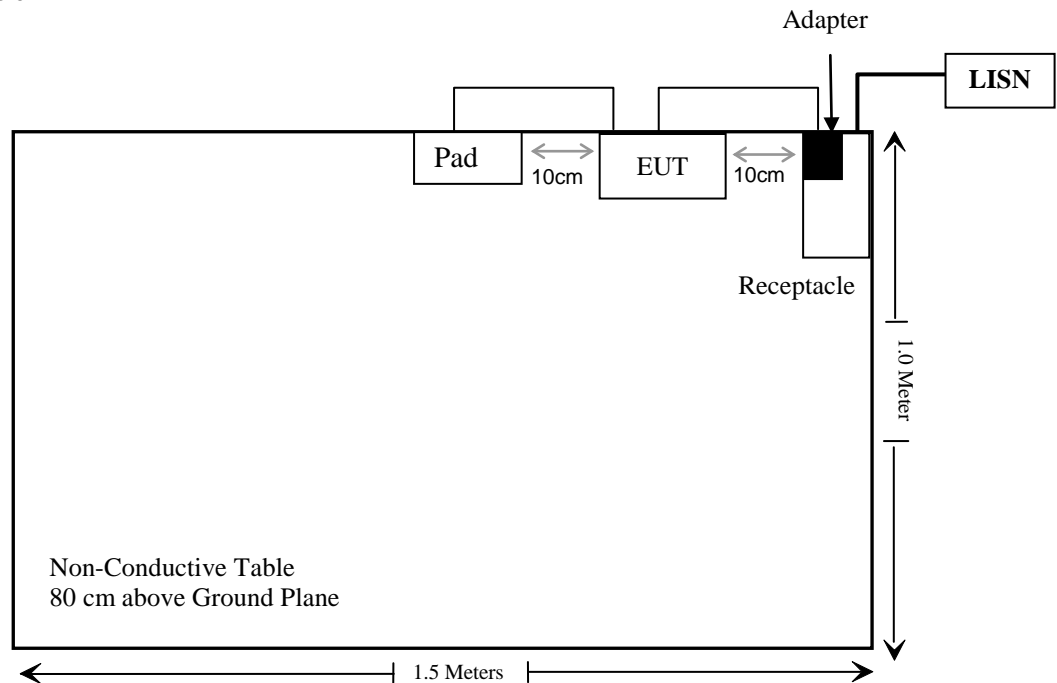 Adapter
LISN
Pad
10cm
EUT
10cm
Receptacle
1.0 Meter
Non-Conductive Table
80 cm above Ground Plane
1.5 Meters